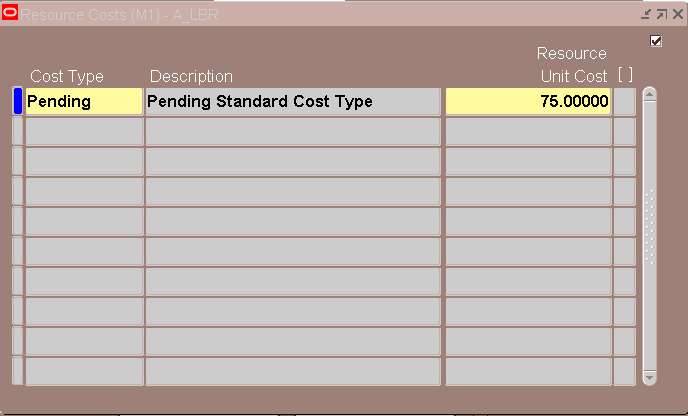 Resource Costs (M1) - A_LBR
Resource
Cost Type Description Unit Cost [ ]
Pending Pending Standard Cost Type 75.00000